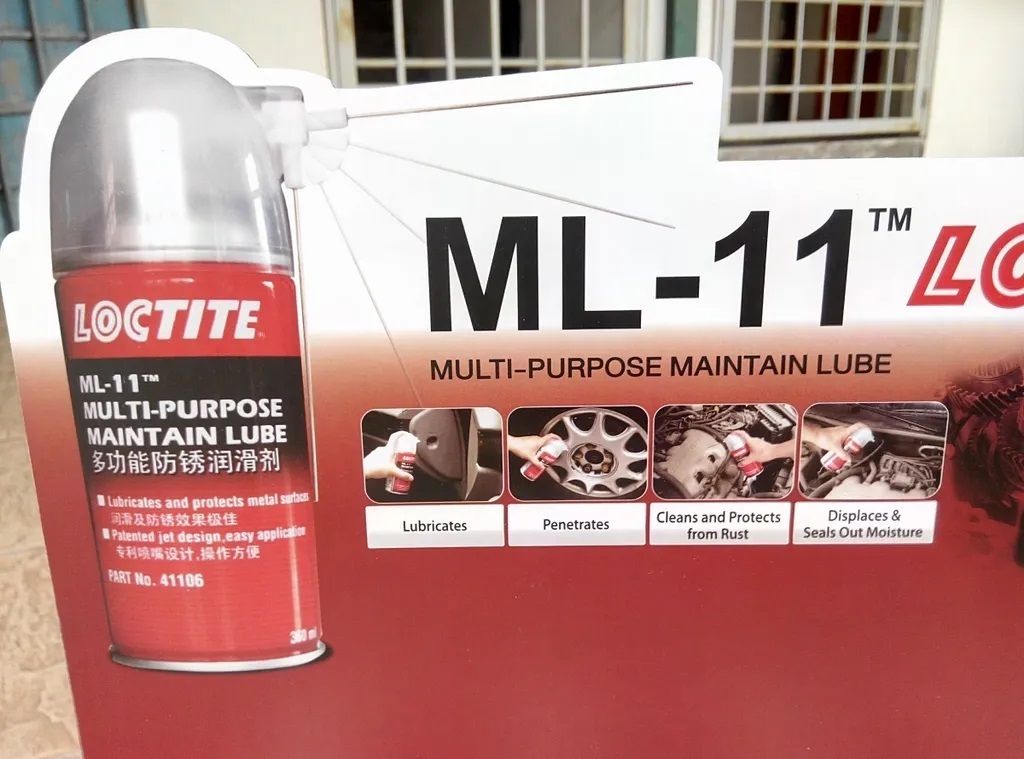 LOCTITE
ML-11™
MULTI-PURPOSE
MAINTAIN LUBE
多功能防锈润滑剂
■ Lubricates and protects metal surfaces
润滑及防锈效果极佳
■ Patented jet design,easy application
专利喷嘴设计,操作方便
PART No. 41106
360 ml
ML-11™
MULTI-PURPOSE MAINTAIN LUBE
Lubricates
Penetrates
Cleans and Protects
from Rust
Displaces &
Seals Out Moisture